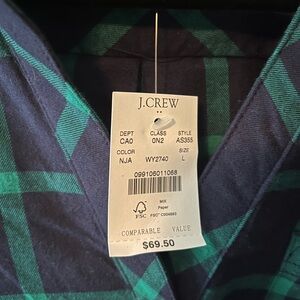 J.CREW
DEPT CLASS STYLE
CA0 0N2 AS355
COLOR SIZE
NJA WY2740 L
099106011068
MIX
Paper
FSC
COMPARABLE VALUE
$69.50